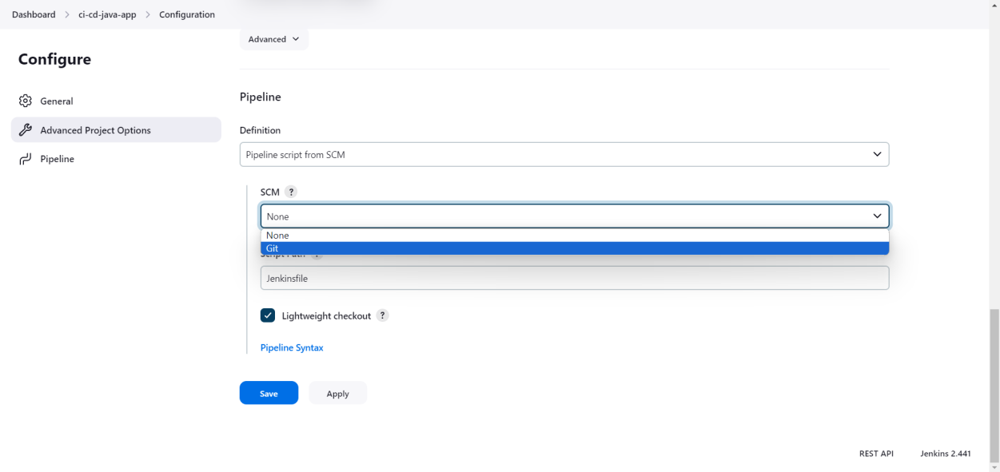 Dashboard > ci-cd-java-app > Configuration
Configure
General
Advanced Project Options
Pipeline
Advanced
Pipeline
Definition
Pipeline script from SCM
SCM ?
None
None
Git
Script Path ?
Jenkinsfile
Lightweight checkout ?
Pipeline Syntax
Save
Apply
REST API
Jenkins 2.441